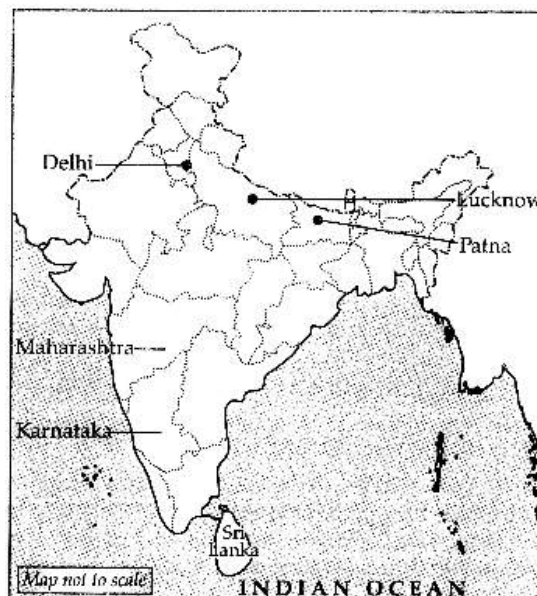 Delhi
Lucknow
Patna
Maharashtra
Karnataka
Sri
Lanka
Map not to scale
INDIAN OCEAN